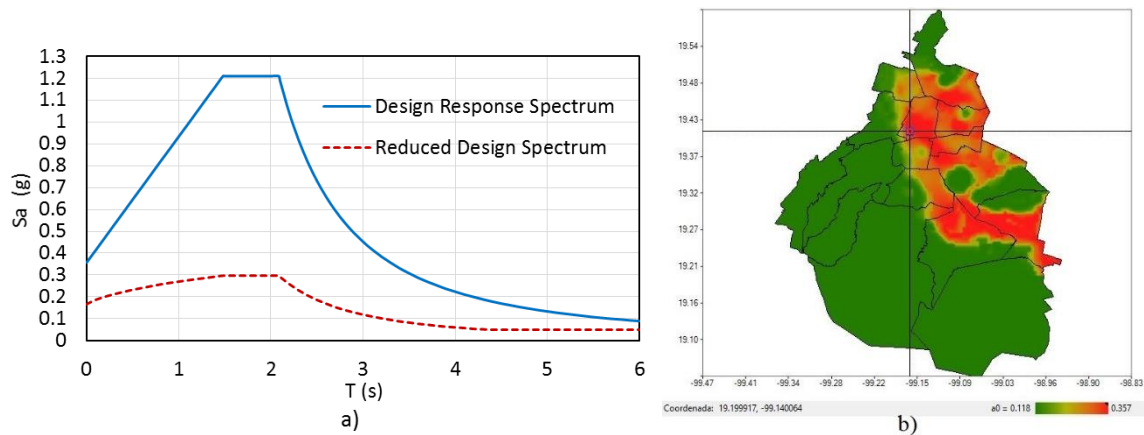 1.3
1.2
1.1
1
0.9
0.8
0.7
0.6
0.5
0.4
0.3
0.2
0.1
0
Sa (g)
Design Response Spectrum
Reduced Design Spectrum
0 1 2 3 4 5 6
T (s)
a)
19.54
19.48
19.43
19.37
19.32
19.27
19.21
19.16
19.10
-99.47 -99.41 -99.34 -99.28 -99.22 -99.15 -99.09 -99.03 -98.96 -98.90 -98.83
Coordenada: 19.199917, -99.140064 a0 = 0.118 0.357
b)